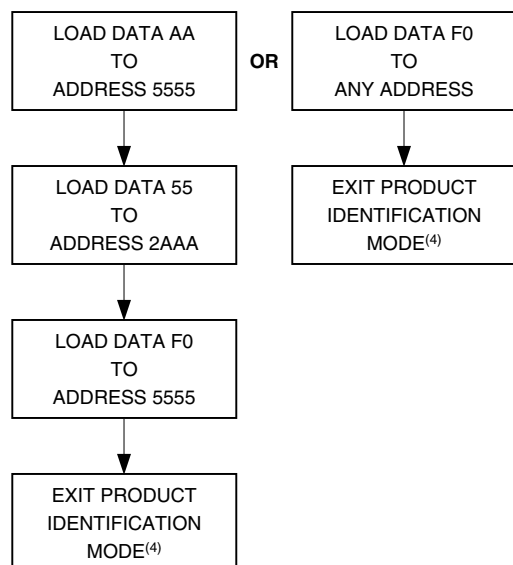 LOAD DATA AA
TO
ADDRESS 5555
OR
LOAD DATA F0
TO
ANY ADDRESS
LOAD DATA 55
TO
ADDRESS 2AAA
EXIT PRODUCT
IDENTIFICATION
MODE(4)
LOAD DATA F0
TO
ADDRESS 5555
EXIT PRODUCT
IDENTIFICATION
MODE(4)